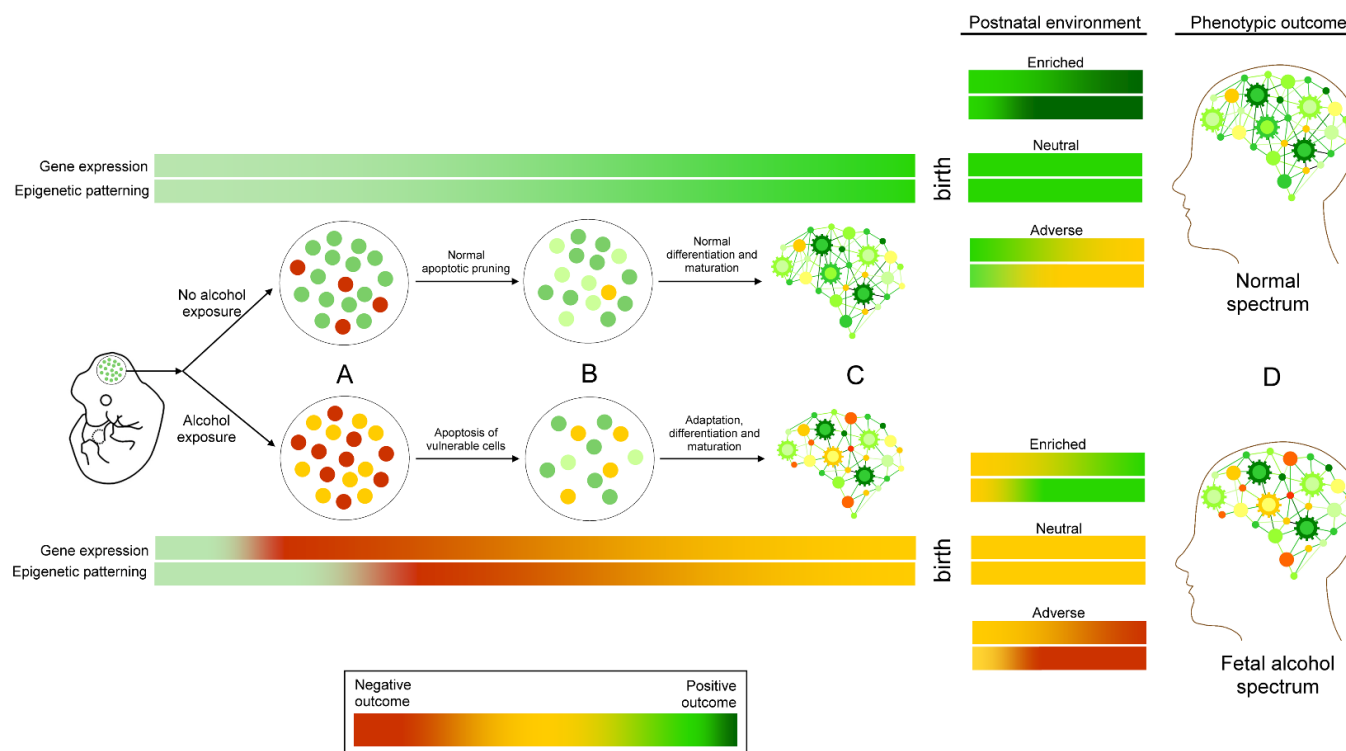 Postnatal environment
Phenotypic outcome
Enriched
Gene expression
Epigenetic patterning
birth
Neutral
Adverse
Normal
spectrum
No alcohol
exposure
Normal
apoptotic pruning
Normal
differentiation and
maturation
A
B
C
D
Alcohol
exposure
Apoptosis of
vulnerable cells
Adaptation,
differentiation and
maturation
Enriched
Gene expression
Epigenetic patterning
birth
Neutral
Adverse
Fetal alcohol
spectrum
Negative
outcome
Positive
outcome